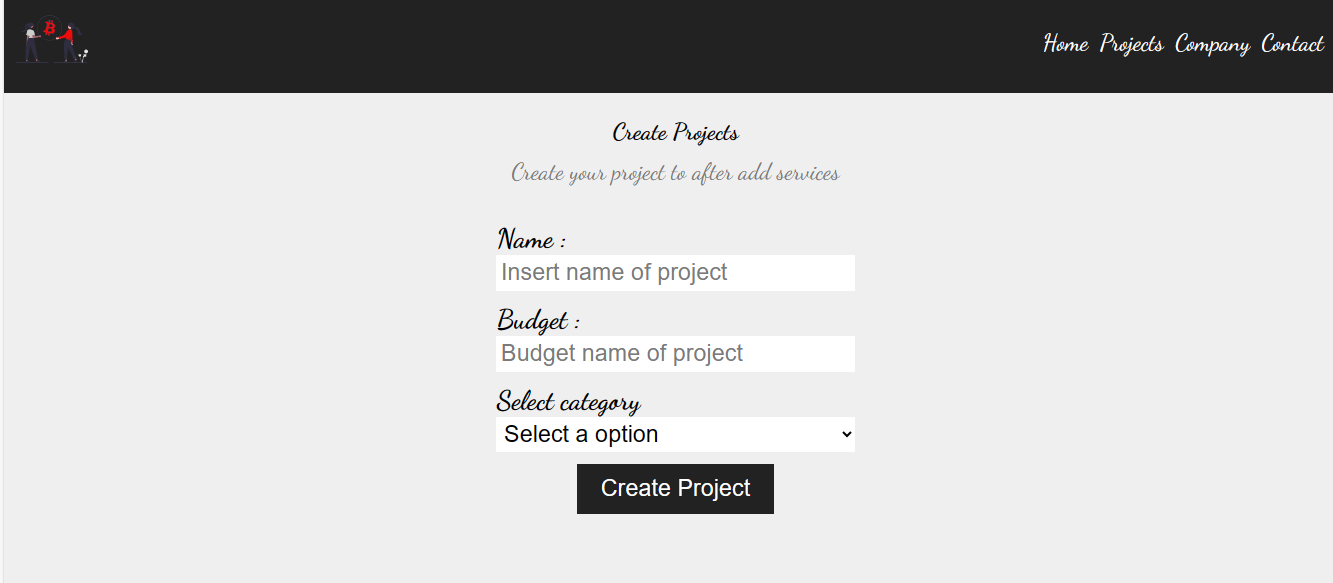 Home Projects Company Contact
Create Projects
Create your project to after add services
Name :
Insert name of project
Budget :
Budget name of project
Select category
Select a option
Create Project